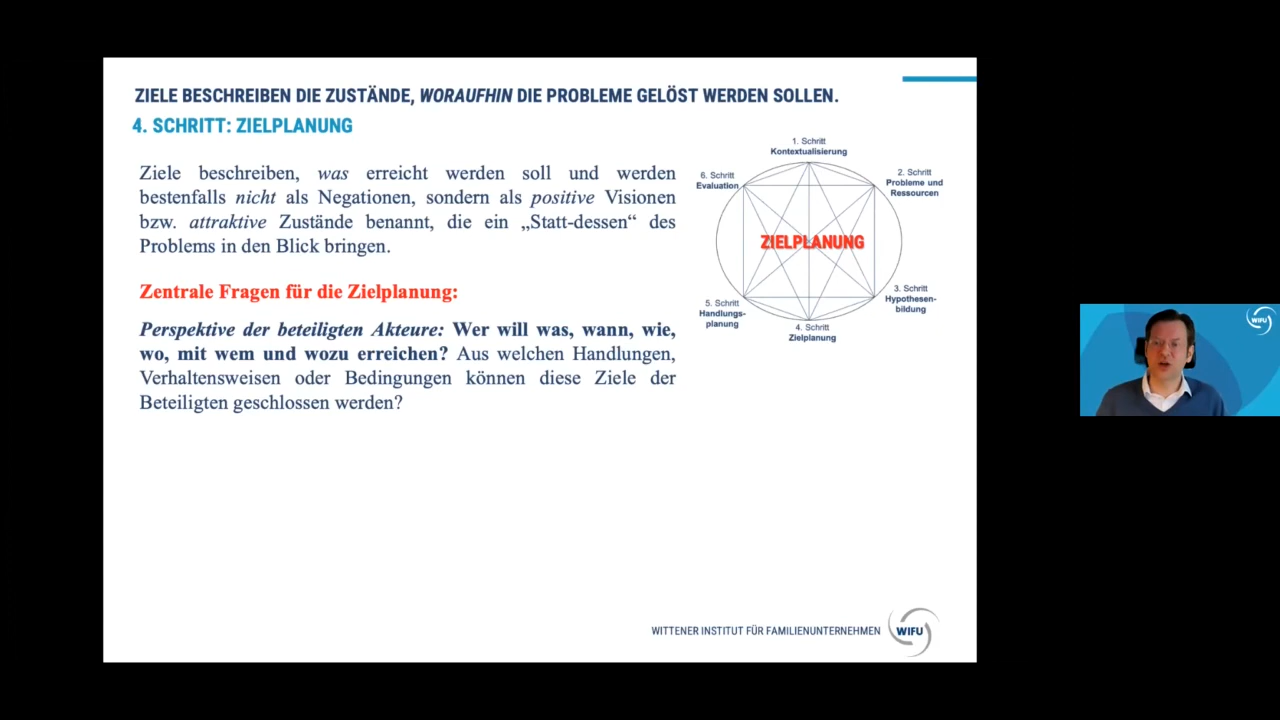 ZIELE BESCHREIBEN DIE ZUSTÄNDE, WORAUFHIN DIE PROBLEME GELÖST WERDEN SOLLEN.
4. SCHRITT: ZIELPLANUNG
Ziele beschreiben, was erreicht werden soll und werden
bestenfalls nicht als Negationen, sondern als positive Visionen
bzw. attraktive Zustände benannt, die ein „Statt-dessen“ des
Problems in den Blick bringen.
Zentrale Fragen für die Zielplanung:
Perspektive der beteiligten Akteure: Wer will was, wann, wie,
wo, mit wem und wozu erreichen? Aus welchen Handlungen,
Verhaltensweisen oder Bedingungen können diese Ziele der
Beteiligten geschlossen werden?
1. Schritt
Kontextualisierung
2. Schritt
Probleme und
Ressourcen
3. Schritt
Hypothesen-
bildung
4. Schritt
Zielplanung
5. Schritt
Handlungs-
planung
6. Schritt
Evaluation
ZIELPLANUNG
WITTENER INSTITUT FÜR FAMILIENUNTERNEHMEN
WIFU
WIFU